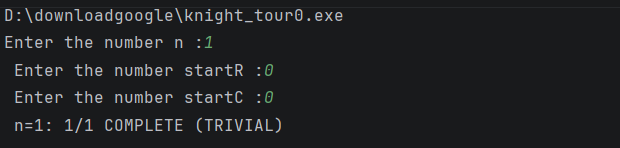 D:\downloadgoogle\knight_tour0.exe
Enter the number n :1
Enter the number startR :0
Enter the number startC :0
n=1: 1/1 COMPLETE (TRIVIAL)